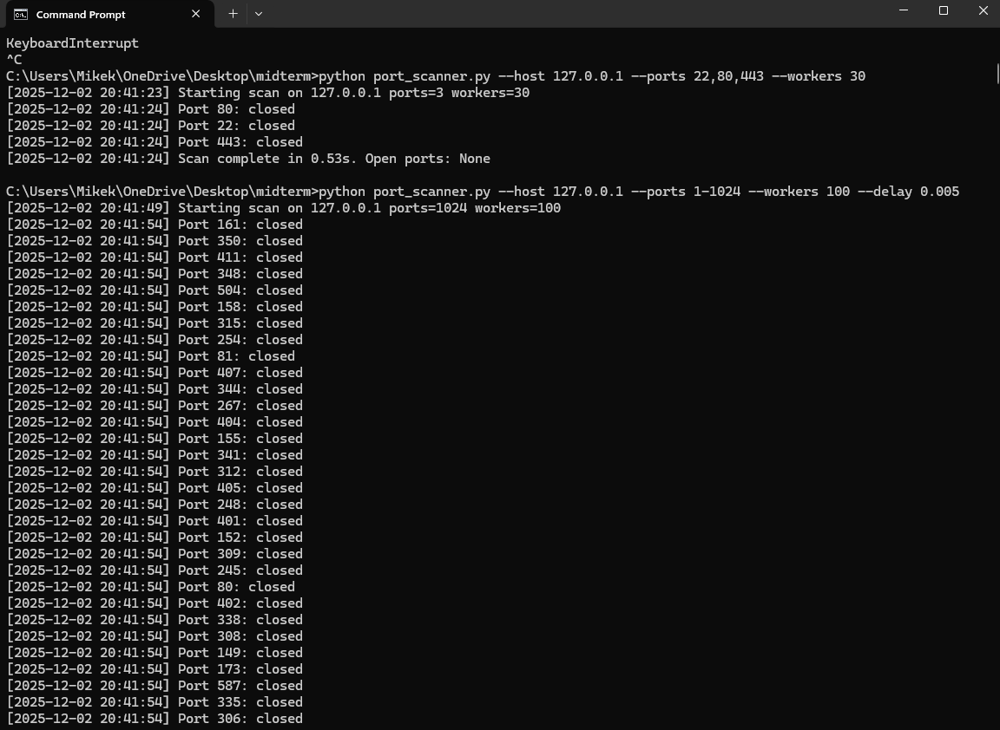 Command Prompt
KeyboardInterrupt
^C
C:\Users\Mikek\OneDrive\Desktop\midterm>python port_scanner.py --host 127.0.0.1 --ports 22,80,443 --workers 30
[2025-12-02 20:41:23] Starting scan on 127.0.0.1 ports=3 workers=30
[2025-12-02 20:41:24] Port 80: closed
[2025-12-02 20:41:24] Port 22: closed
[2025-12-02 20:41:24] Port 443: closed
[2025-12-02 20:41:24] Scan complete in 0.53s. Open ports: None
C:\Users\Mikek\OneDrive\Desktop\midterm>python port_scanner.py --host 127.0.0.1 --ports 1-1024 --workers 100 --delay 0.005
[2025-12-02 20:41:49] Starting scan on 127.0.0.1 ports=1024 workers=100
[2025-12-02 20:41:54] Port 161: closed
[2025-12-02 20:41:54] Port 350: closed
[2025-12-02 20:41:54] Port 411: closed
[2025-12-02 20:41:54] Port 348: closed
[2025-12-02 20:41:54] Port 504: closed
[2025-12-02 20:41:54] Port 158: closed
[2025-12-02 20:41:54] Port 315: closed
[2025-12-02 20:41:54] Port 254: closed
[2025-12-02 20:41:54] Port 81: closed
[2025-12-02 20:41:54] Port 407: closed
[2025-12-02 20:41:54] Port 344: closed
[2025-12-02 20:41:54] Port 267: closed
[2025-12-02 20:41:54] Port 404: closed
[2025-12-02 20:41:54] Port 155: closed
[2025-12-02 20:41:54] Port 341: closed
[2025-12-02 20:41:54] Port 312: closed
[2025-12-02 20:41:54] Port 405: closed
[2025-12-02 20:41:54] Port 248: closed
[2025-12-02 20:41:54] Port 401: closed
[2025-12-02 20:41:54] Port 152: closed
[2025-12-02 20:41:54] Port 309: closed
[2025-12-02 20:41:54] Port 245: closed
[2025-12-02 20:41:54] Port 80: closed
[2025-12-02 20:41:54] Port 402: closed
[2025-12-02 20:41:54] Port 338: closed
[2025-12-02 20:41:54] Port 308: closed
[2025-12-02 20:41:54] Port 149: closed
[2025-12-02 20:41:54] Port 173: closed
[2025-12-02 20:41:54] Port 587: closed
[2025-12-02 20:41:54] Port 335: closed
[2025-12-02 20:41:54] Port 306: closed